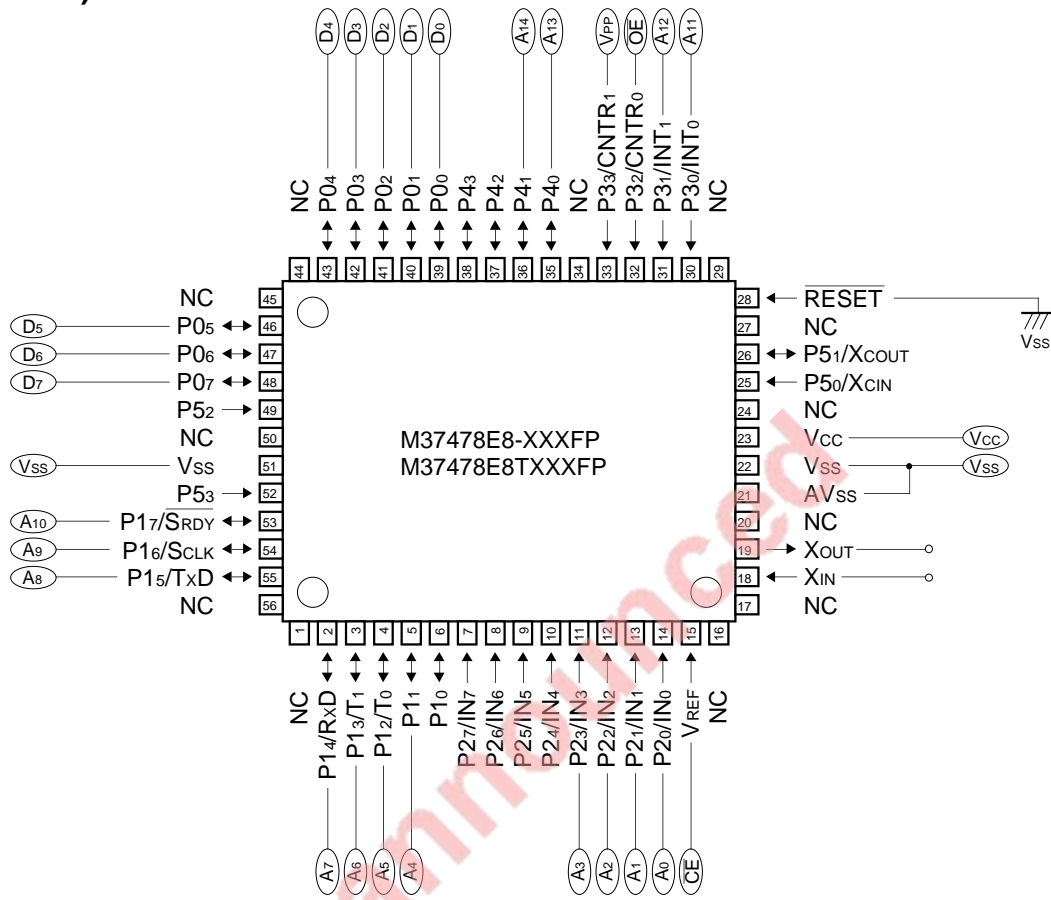 )
D4 D3 D2 D1 D0 A14 A13 VPP OE A12 A11
NC P04 P03 P02 P01 P00 P43 P42 P41 P40 NC P33/CNTR1 P32/CNTR0 P31/INT1 P30/INT0 NC
44 43 42 41 40 39 38 37 36 35 34 33 32 31 30 29
NC 45 28 RESET
VSS
46 P05 D5
27 NC
D6 P06 47 26 P51/XCOUT
D7 P07 48 25 P50/XCIN
P52 49 24 NC
NC 50 23 VCC VCC
M37478E8-XXXFP
M37478E8TXXXFP
VSS VSS 51 22 VSS VSS
P53 52 21 AVSS
A10 P17/SRDY 53 20 NC
A9 P16/SCLK 54 19 XOUT
A8 P15/TxD 55 18 XIN
NC 56 17 NC
1 2 3 4 5 6 7 8 9 10 11 12 13 14 15 16
NC P14/RxD P13/T1 P12/T0 P11 P10 P27/IN7 P26/IN6 P25/IN5 P24/IN4 P23/IN3 P22/IN2 P21/IN1 P20/IN0 VREF NC
A7 A6 A5 A4 A3 A2 A1 A0 CE
announced